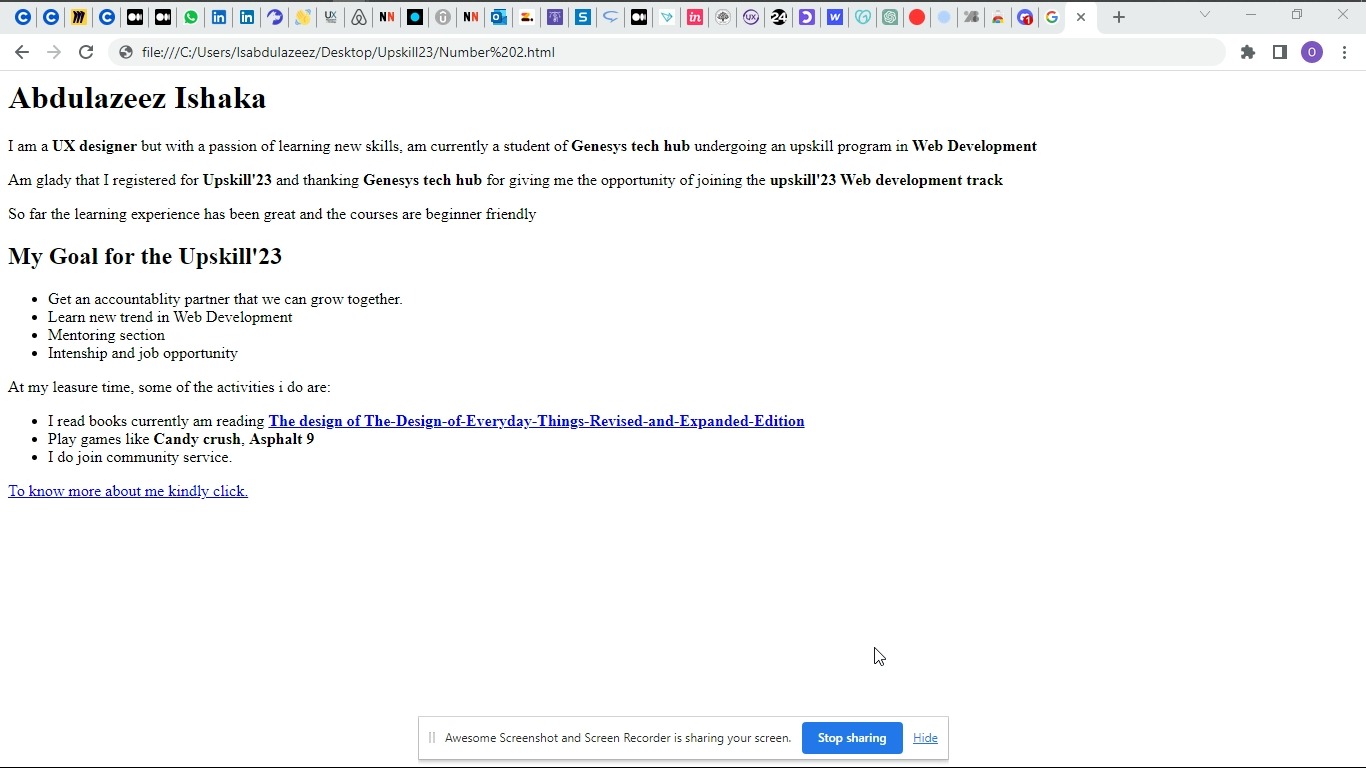 file:///C:/Users/Isabdulazeez/Desktop/Upskill23/Number%202.html
O
Abdulazeez Ishaka
I am a UX designer but with a passion of learning new skills, am currently a student of Genesys tech hub undergoing an upskill program in Web Development
Am glady that I registered for Upskill'23 and thanking Genesys tech hub for giving me the opportunity of joining the upskill'23 Web development track
So far the learning experience has been great and the courses are beginner friendly
My Goal for the Upskill'23
Get an accountablity partner that we can grow together.
Learn new trend in Web Development
Mentoring section
Intenship and job opportunity
At my leasure time, some of the activities i do are:
I read books currently am reading The design of The-Design-of-Everyday-Things-Revised-and-Expanded-Edition
Play games like Candy crush, Asphalt 9
I do join community service.
To know more about me kindly click.
Awesome Screenshot and Screen Recorder is sharing your screen. Stop sharing Hide